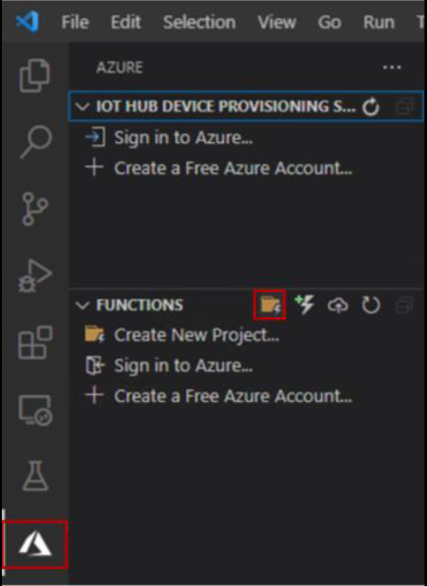 File Edit Selection View Go Run T
AZURE
IOT HUB DEVICE PROVISIONING S...
Sign in to Azure...
Create a Free Azure Account...
FUNCTIONS
Create New Project...
Sign in to Azure...
Create a Free Azure Account...